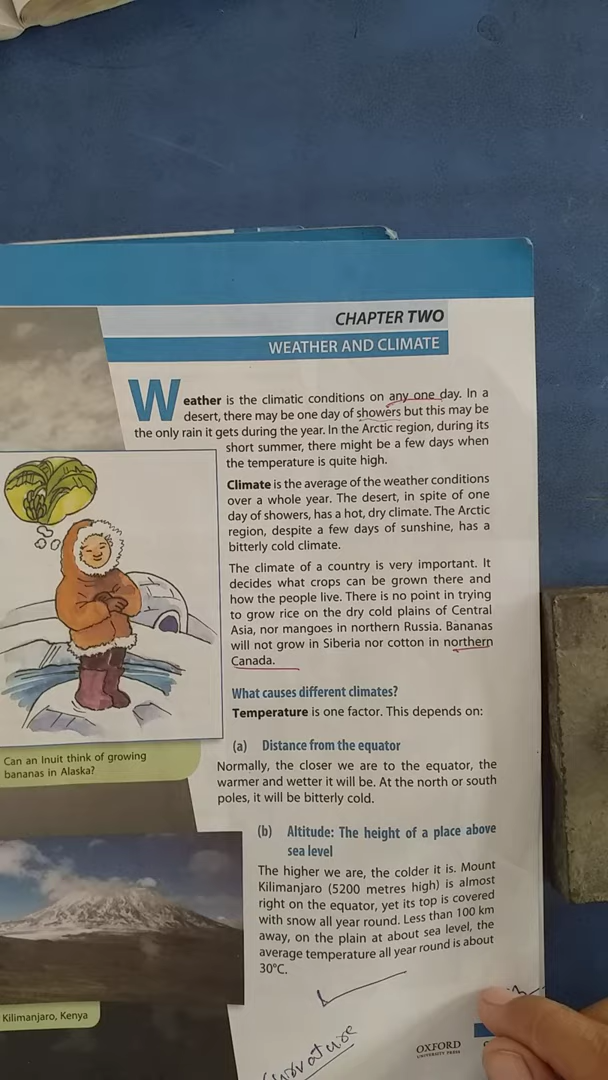 CHAPTER TWO
WEATHER AND CLIMATE
Weather is the climatic conditions on any one day. In a
desert, there may be one day of showers but this may be
the only rain it gets during the year. In the Arctic region, during its
short summer, there might be a few days when
the temperature is quite high.
Climate is the average of the weather conditions
over a whole year. The desert, in spite of one
day of showers, has a hot, dry climate. The Arctic
region, despite a few days of sunshine, has a
bitterly cold climate.
The climate of a country is very important. It
decides what crops can be grown there and
how the people live. There is no point in trying
to grow rice on the dry cold plains of Central
Asia, nor mangoes in northern Russia. Bananas
will not grow in Siberia nor cotton in northern
Canada.
Can an Inuit think of growing
bananas in Alaska?
What causes different climates?
Temperature is one factor. This depends on:
(a) Distance from the equator
Normally, the closer we are to the equator, the
warmer and wetter it will be. At the north or south
poles, it will be bitterly cold.
(b) Altitude: The height of a place above
sea level
The higher we are, the colder it is. Mount
Kilimanjaro (5200 metres high) is almost
right on the equator, yet its top is covered
with snow all year round. Less than 100 km
away, on the plain at about sea level, the
average temperature all year round is about
30°C.
Kilimanjaro, Kenya
OXFORD
UNIVERSITY PRESS